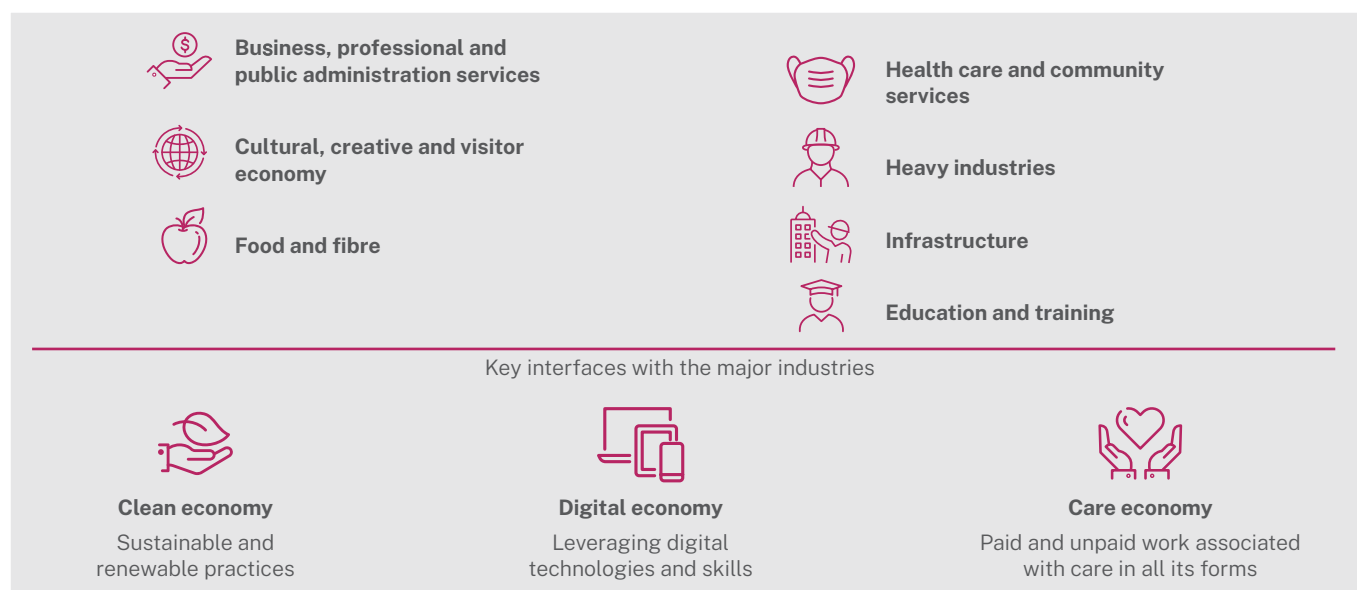 Business, professional and
public administration services
Cultural, creative and visitor
economy
Food and fibre
Health care and community
services
Heavy industries
Infrastructure
Education and training
Key interfaces with the major industries
Clean economy
Sustainable and
renewable practices
Digital economy
Leveraging digital
technologies and skills
Care economy
Paid and unpaid work associated
with care in all its forms